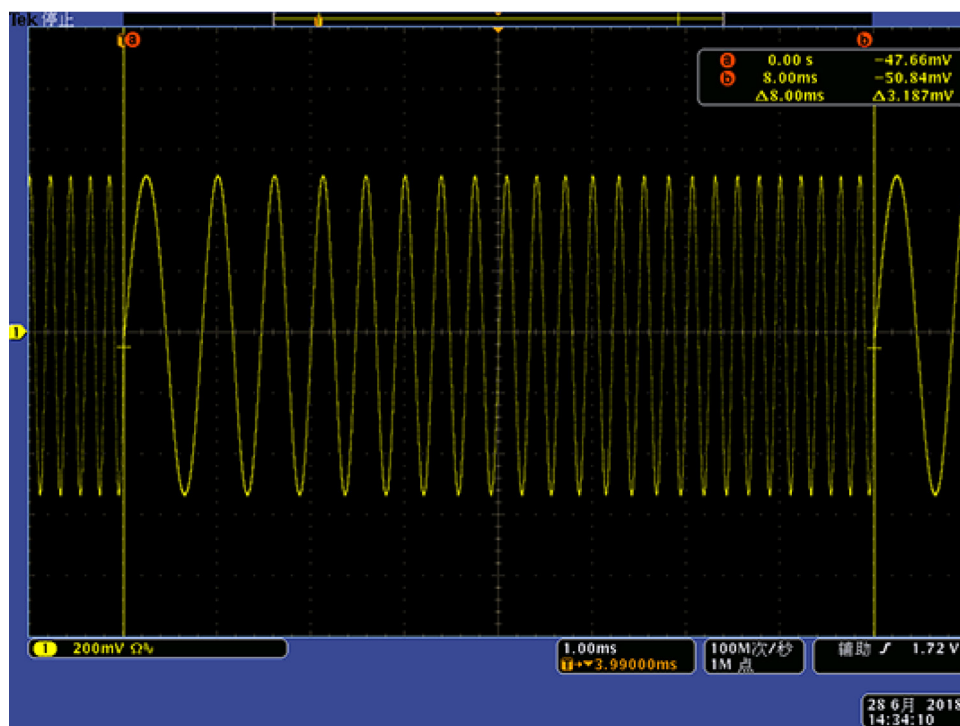 Tek 停止
a b
a 0.00 s -47.66mV
b 8.00ms -50.84mV
Δ8.00ms Δ3.187mV
1
1 200mV Ω
1.00ms
T→▼3.99000ms
100M次/秒
1M 点
辅助 ƒ 1.72 V
28 6月 2018
14:34:10